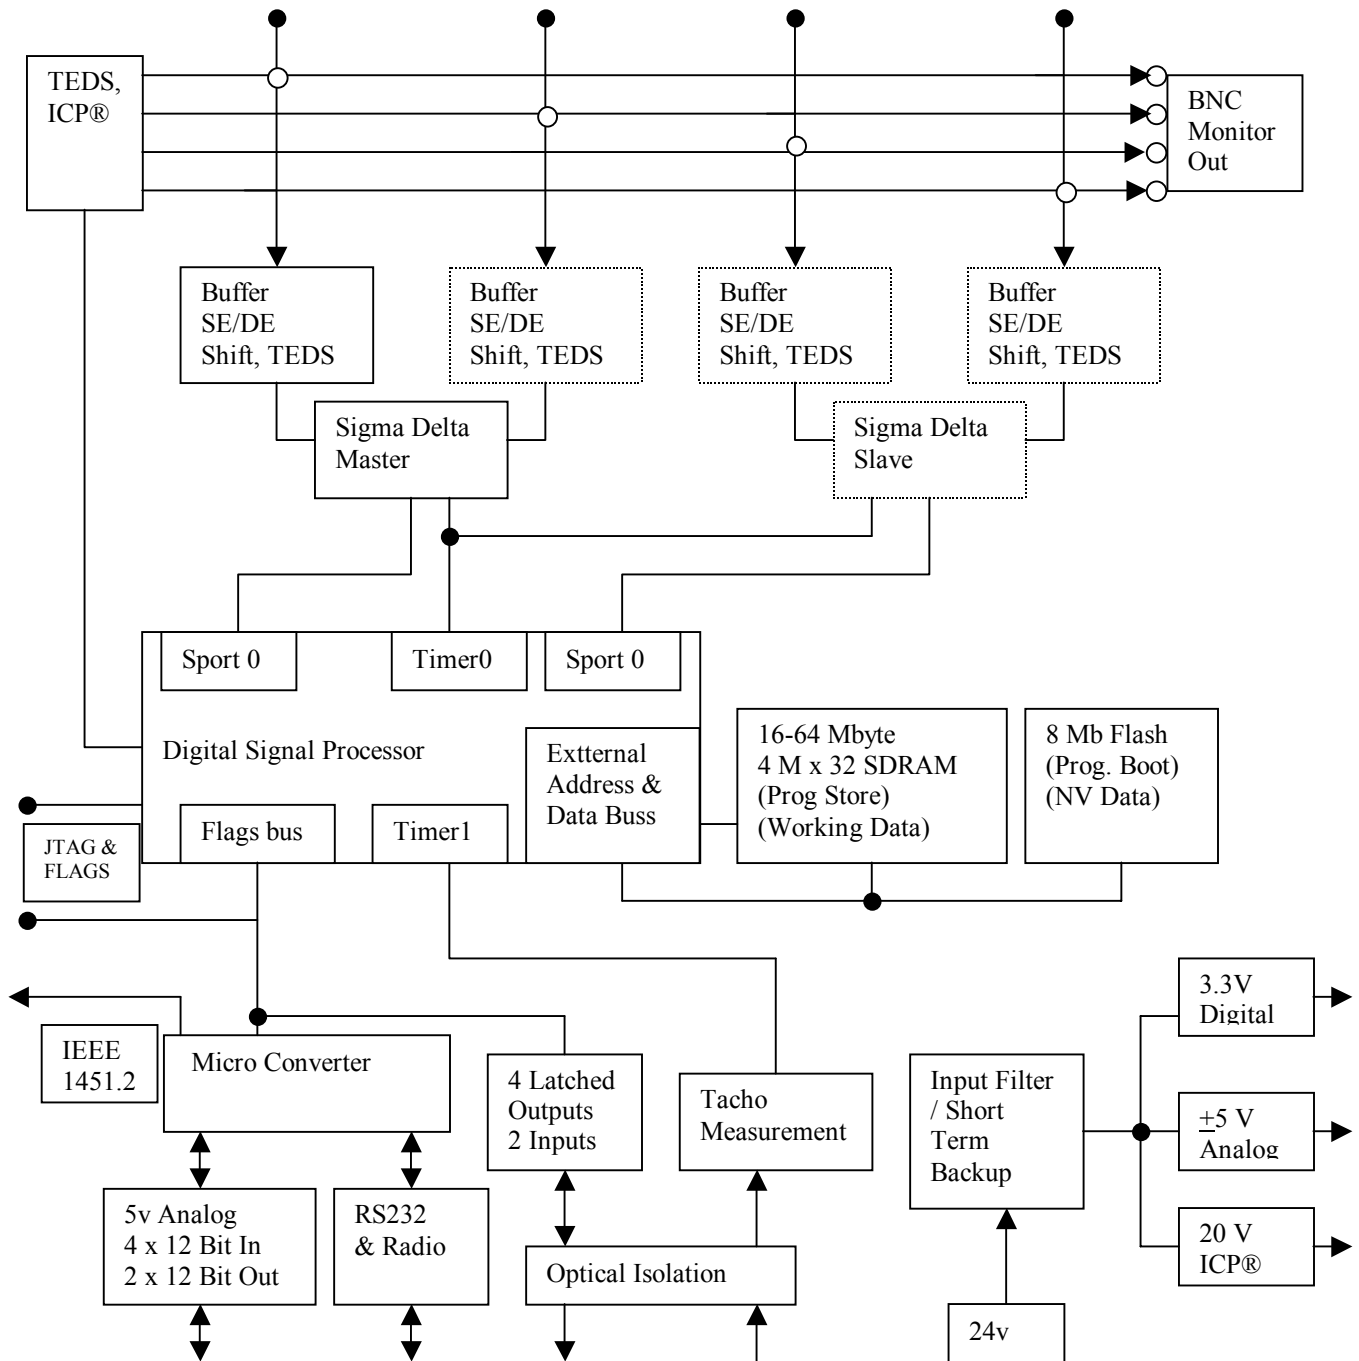 TEDS,
ICP®
BNC
Monitor
Out
Buffer
SE/DE
Shift, TEDS
Buffer
SE/DE
Shift, TEDS
Buffer
SE/DE
Shift, TEDS
Buffer
SE/DE
Shift, TEDS
Sigma Delta
Master
Sigma Delta
Slave
Sport 0
Timer0
Sport 0
Digital Signal Processor
Extternal
Address &
Data Buss
16-64 Mbyte
4 M x 32 SDRAM
(Prog Store)
(Working Data)
8 Mb Flash
(Prog. Boot)
(NV Data)
Flags bus
Timer1
JTAG &
FLAGS
IEEE
1451.2
Micro Converter
4 Latched
Outputs
2 Inputs
Tacho
Measurement
Input Filter
/ Short
Term
Backup
3.3V
Digital
±5 V
Analog
20 V
ICP®
5v Analog
4 x 12 Bit In
2 x 12 Bit Out
RS232
& Radio
Optical Isolation
24v